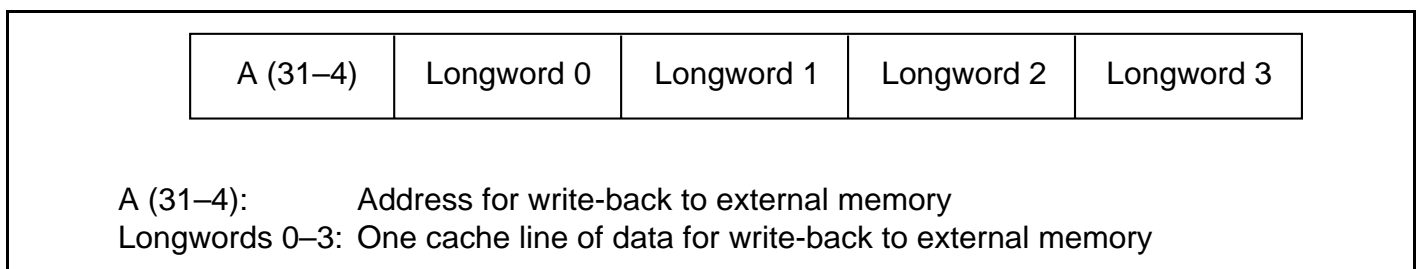 A (31–4) Longword 0 Longword 1 Longword 2 Longword 3
A (31–4): Address for write-back to external memory
Longwords 0–3: One cache line of data for write-back to external memory